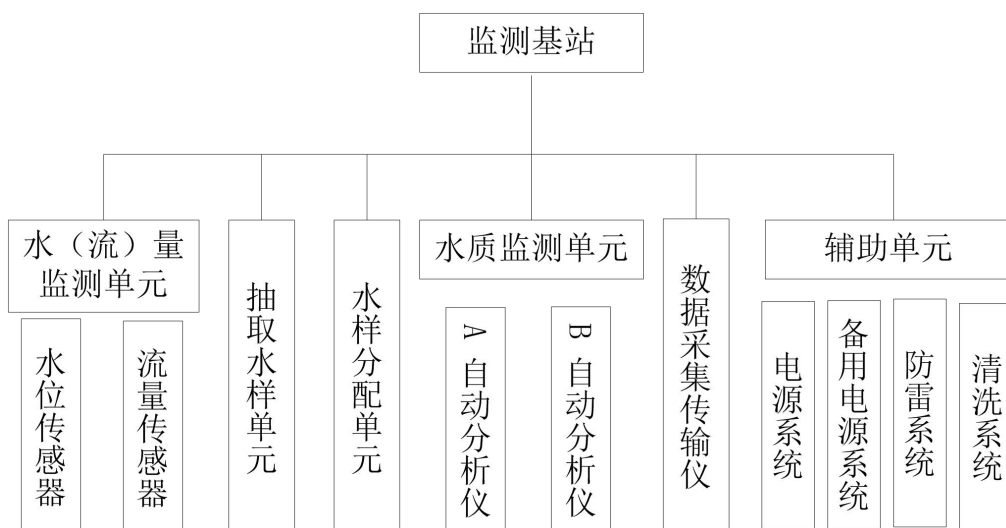 监测基站
水（流）量
监测单元
抽取水样单元
水样分配单元
水质监测单元
数据采集传输仪
辅助单元
水位传感器
流量传感器
A 自动分析仪
B 自动分析仪
电源系统
备用电源系统
防雷系统
清洗系统